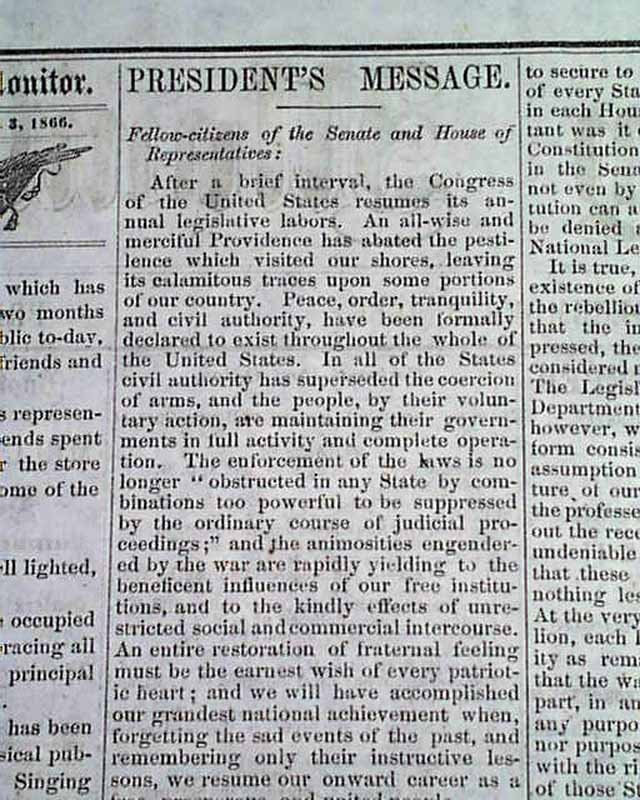 onitor.
3, 1866.
which has
wo months
blic to-day,
friends and
s represen-
ends spent
r the store
ome of the
ll lighted,
occupied
racing all
principal
has been
sical pub-
Singing
PRESIDENT'S MESSAGE.
Fellow-citizens of the Senate and House of
Representatives:
After a brief interval, the Congress
of the United States resumes its an-
nual legislative labors. An all-wise and
merciful Providence has abated the pesti-
lence which visited our shores, leaving
its calamitous traces upon some portions
of our country. Peace, order, tranquility,
and civil authority, have been formally
declared to exist throughout the whole of
the United States. In all of the States
civil authority has superseded the coercion
of arms, and the people, by their volun-
tary action, are maintaining their govern-
ments in full activity and complete opera-
tion. The enforcement of the laws is no
longer "obstructed in any State by com-
binations too powerful to be suppressed
by the ordinary course of judicial pro-
ceedings;" and the animosities engender-
ed by the war are rapidly yielding to the
beneficent influences of our free institu-
tions, and to the kindly effects of unre-
stricted social and commercial intercourse.
An entire restoration of fraternal feeling
must be the earnest wish of every patriot-
ic heart; and we will have accomplished
our grandest national achievement when,
forgetting the sad events of the past, and
remembering only their instructive les-
sons, we resume our onward career as a
free, prosperous and united people.
to secure to
of every Sta
in each Hou
tant was it
Constitution
in the Sena
not even by
tution can a
be denied a
National Le
It is true,
existence of
the rebellion
that the in
pressed, the
considered
The Legisl
Department
however, w
form consis
assumption
ture of our
the professe
out the rec
undeniable
that these
nothing les
At the very
lion, each
ity as rem
that the wa
part, in an
any purpo
nor purpos
with the ri
of those St